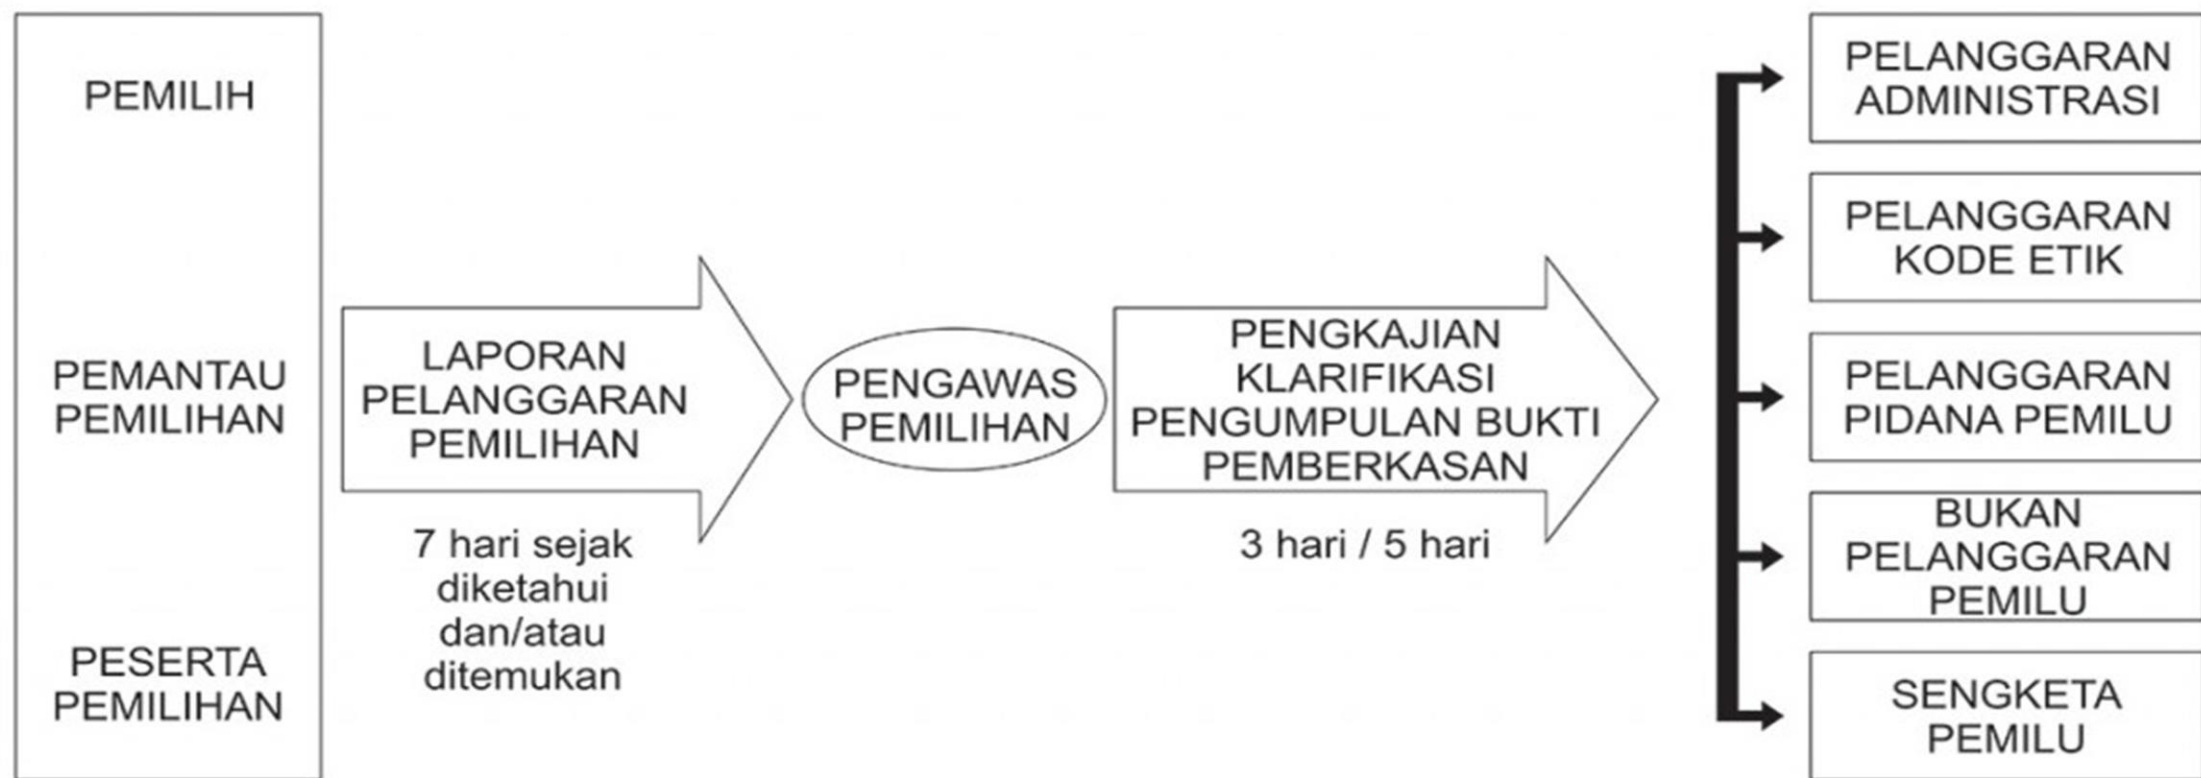 PEMILIH
PEMANTAU
PEMILIHAN
PESERTA
PEMILIHAN
LAPORAN
PELANGGARAN
PEMILIHAN
7 hari sejak
diketahui
dan/atau
ditemukan
PENGAWAS
PEMILIHAN
PENGKAJIAN
KLARIFIKASI
PENGUMPULAN BUKTI
PEMBERKASAN
3 hari / 5 hari
PELANGGARAN
ADMINISTRASI
PELANGGARAN
KODE ETIK
PELANGGARAN
PIDANA PEMILU
BUKAN
PELANGGARAN
PEMILU
SENGKETA
PEMILU